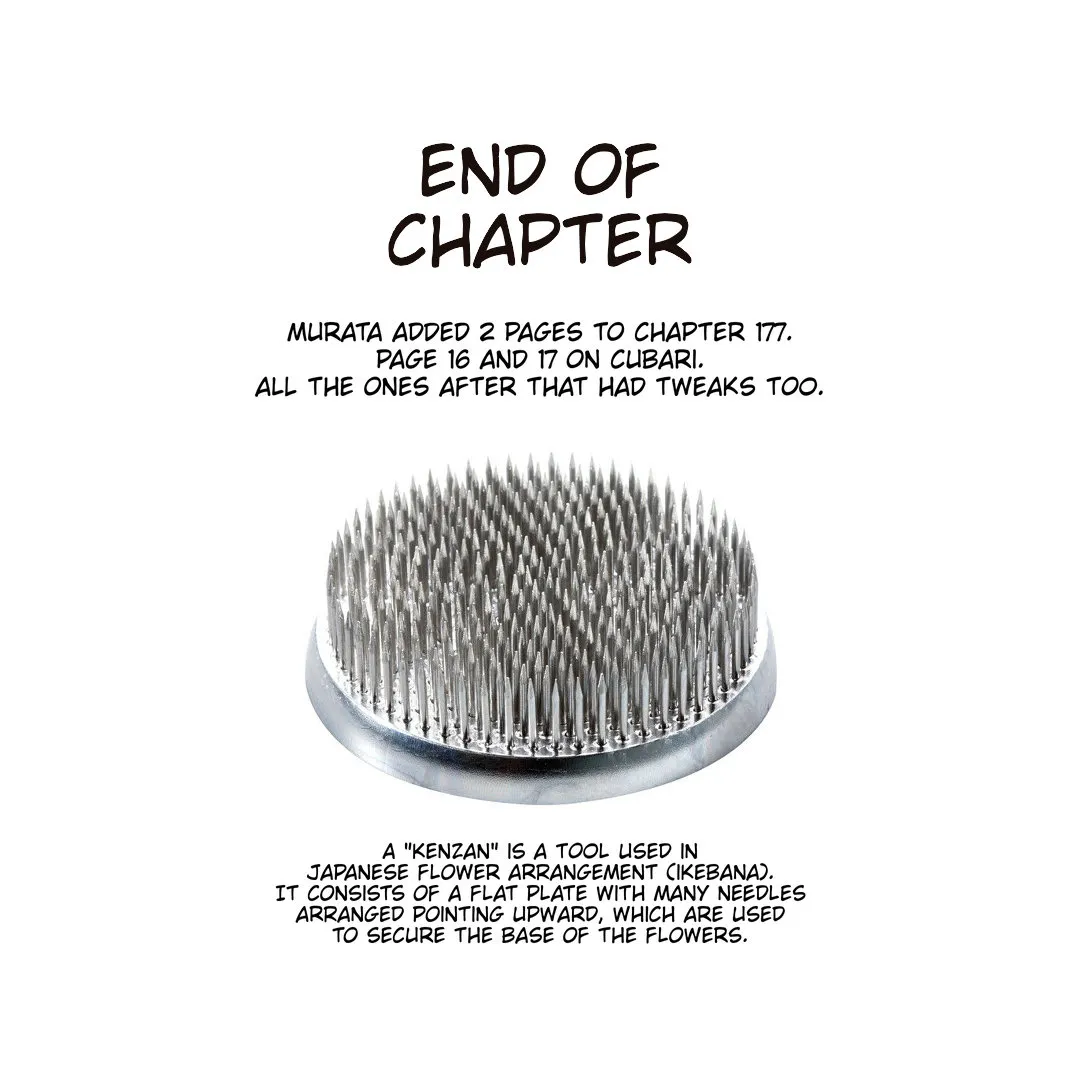 END OF
CHAPTER
MURATA ADDED 2 PAGES TO CHAPTER 177.
PAGE 16 AND 17 ON CUBARI.
ALL THE ONES AFTER THAT HAD TWEAKS TOO.
A "KENZAN" IS A TOOL USED IN
JAPANESE FLOWER ARRANGEMENT (IKEBANA).
IT CONSISTS OF A FLAT PLATE WITH MANY NEEDLES
ARRANGED POINTING UPWARD, WHICH ARE USED
TO SECURE THE BASE OF THE FLOWERS.